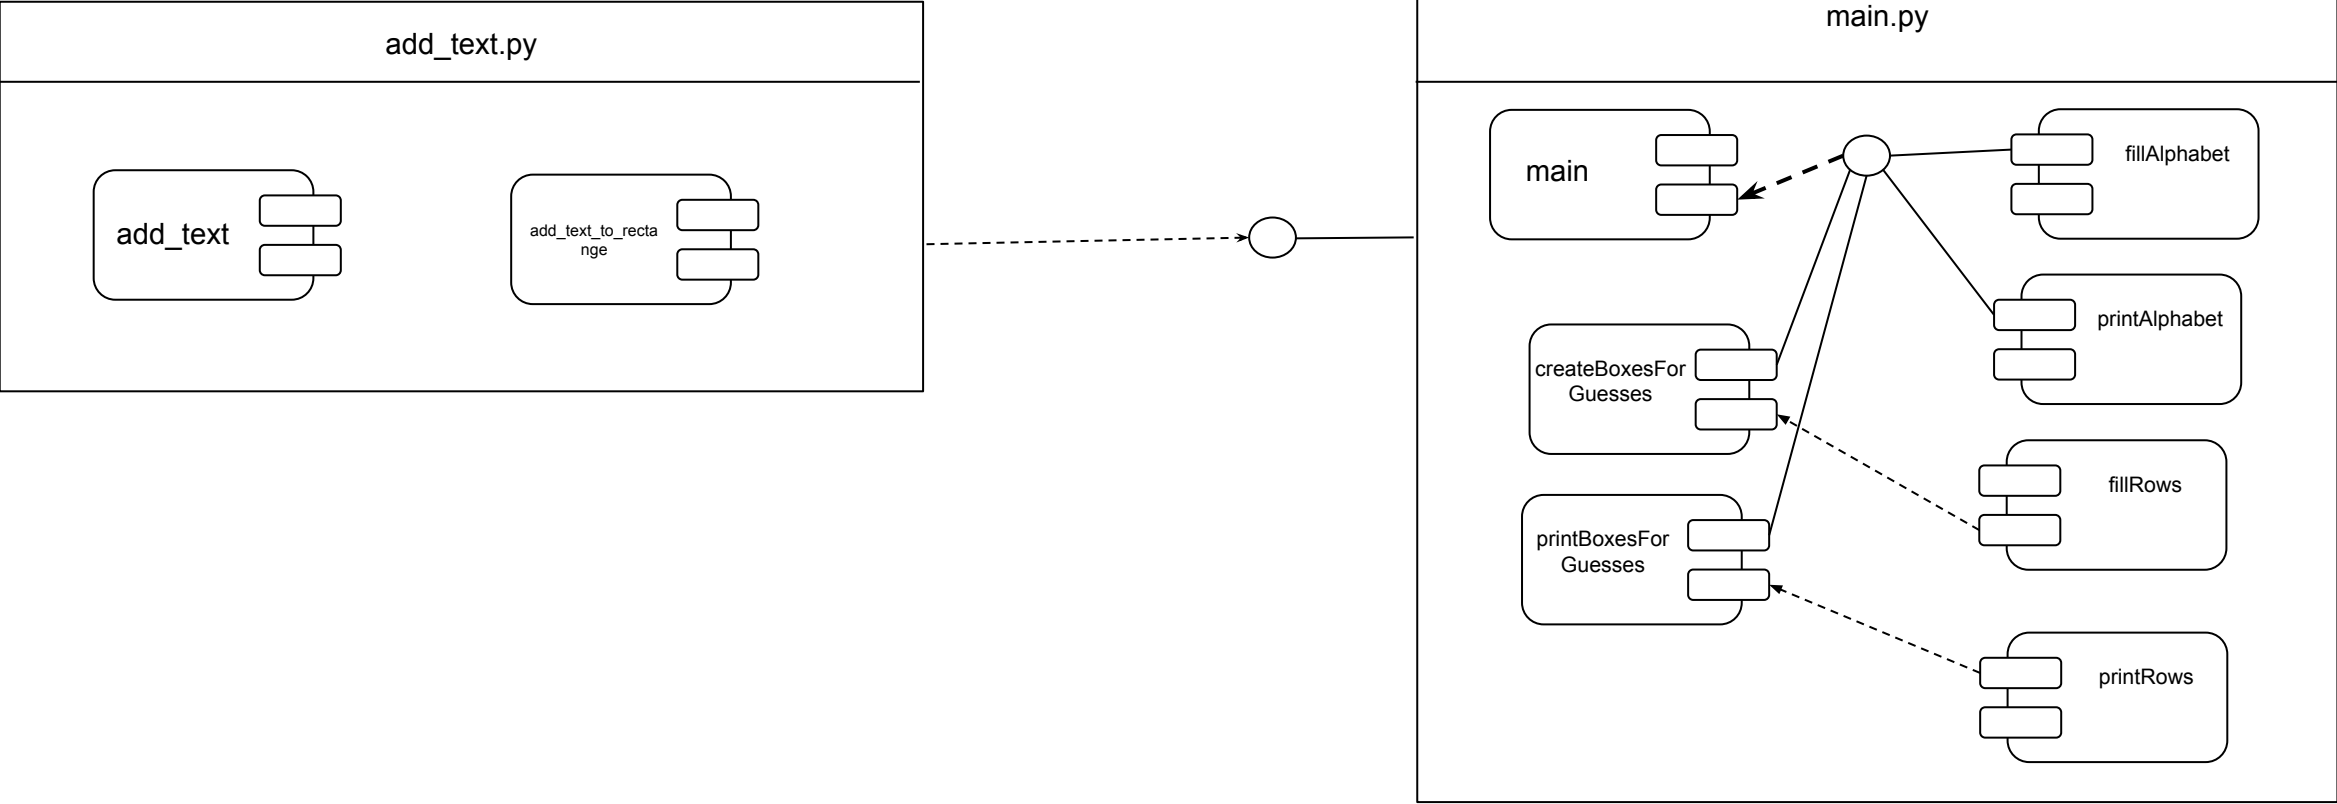 add_text.py
add_text
add_text_to_recta
nge
main.py
main
fillAlphabet
printAlphabet
createBoxesFor
Guesses
fillRows
printBoxesFor
Guesses
printRows